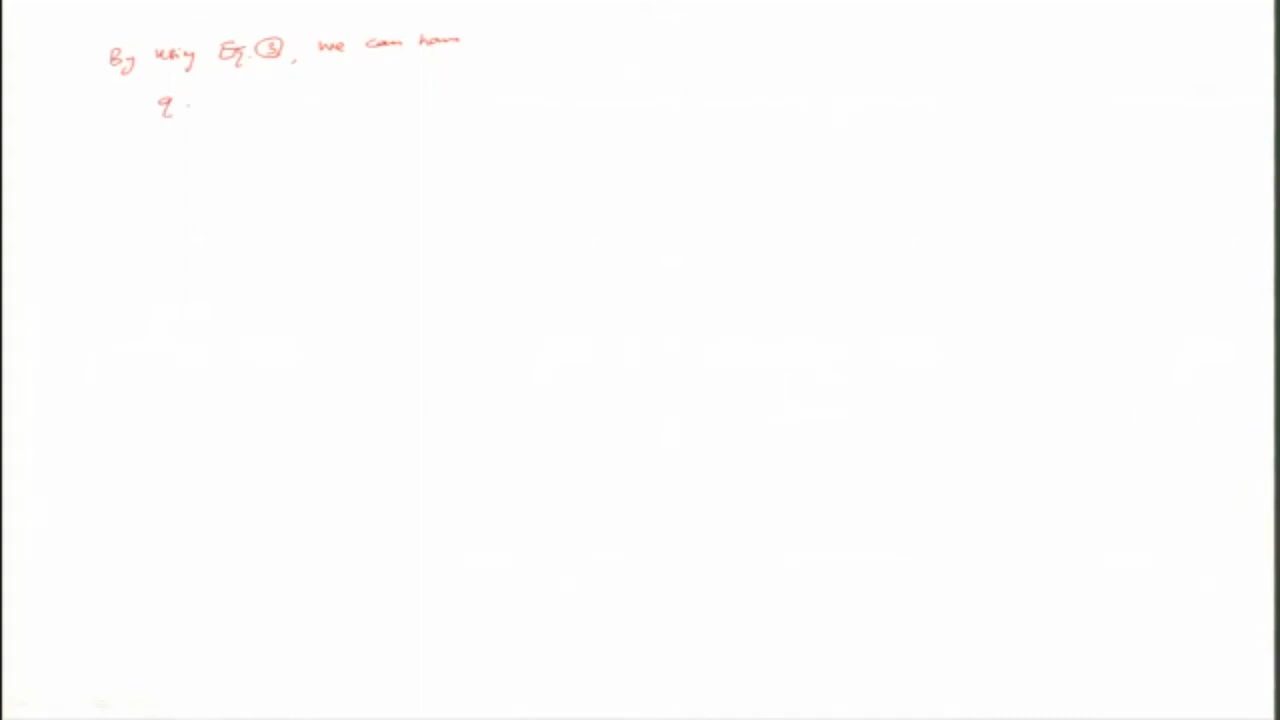 By using Eq. ③, we can have
q